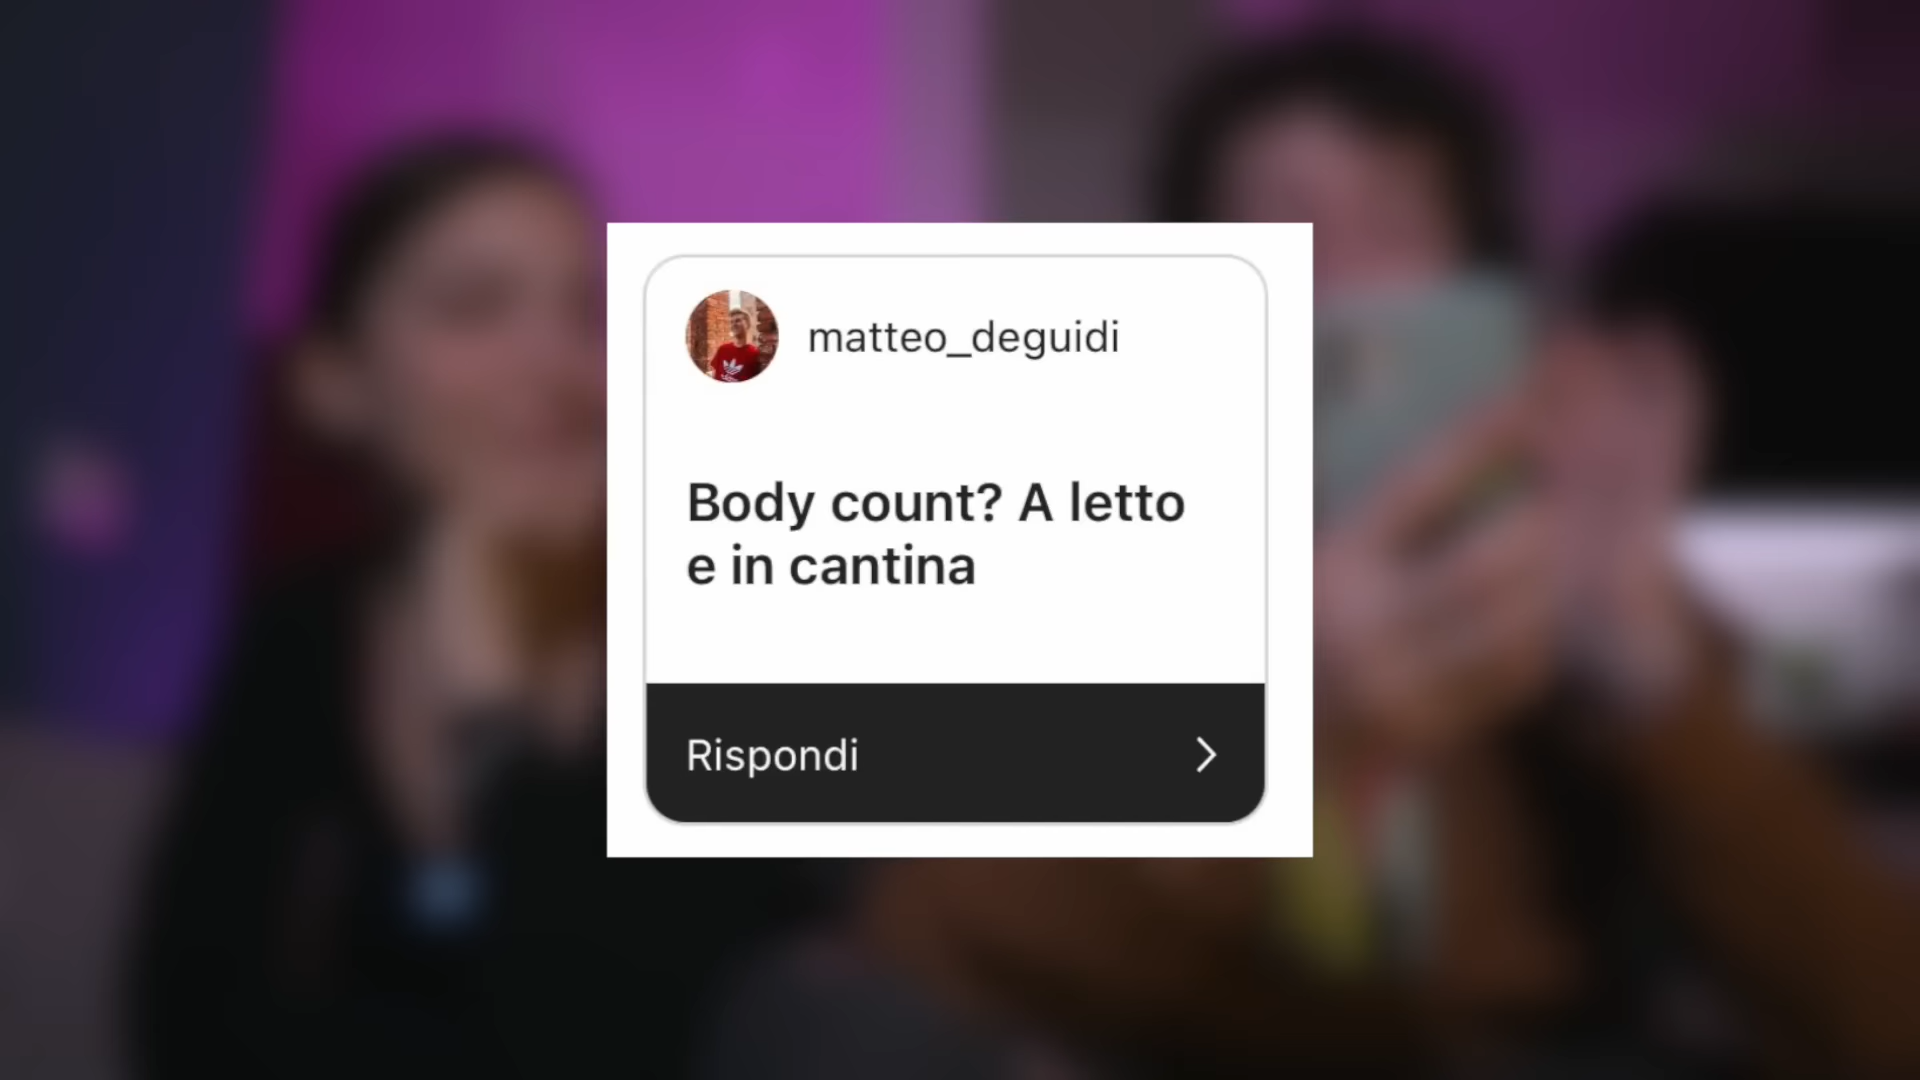 matteo_deguidi
Body count? A letto
e in cantina
Rispondi